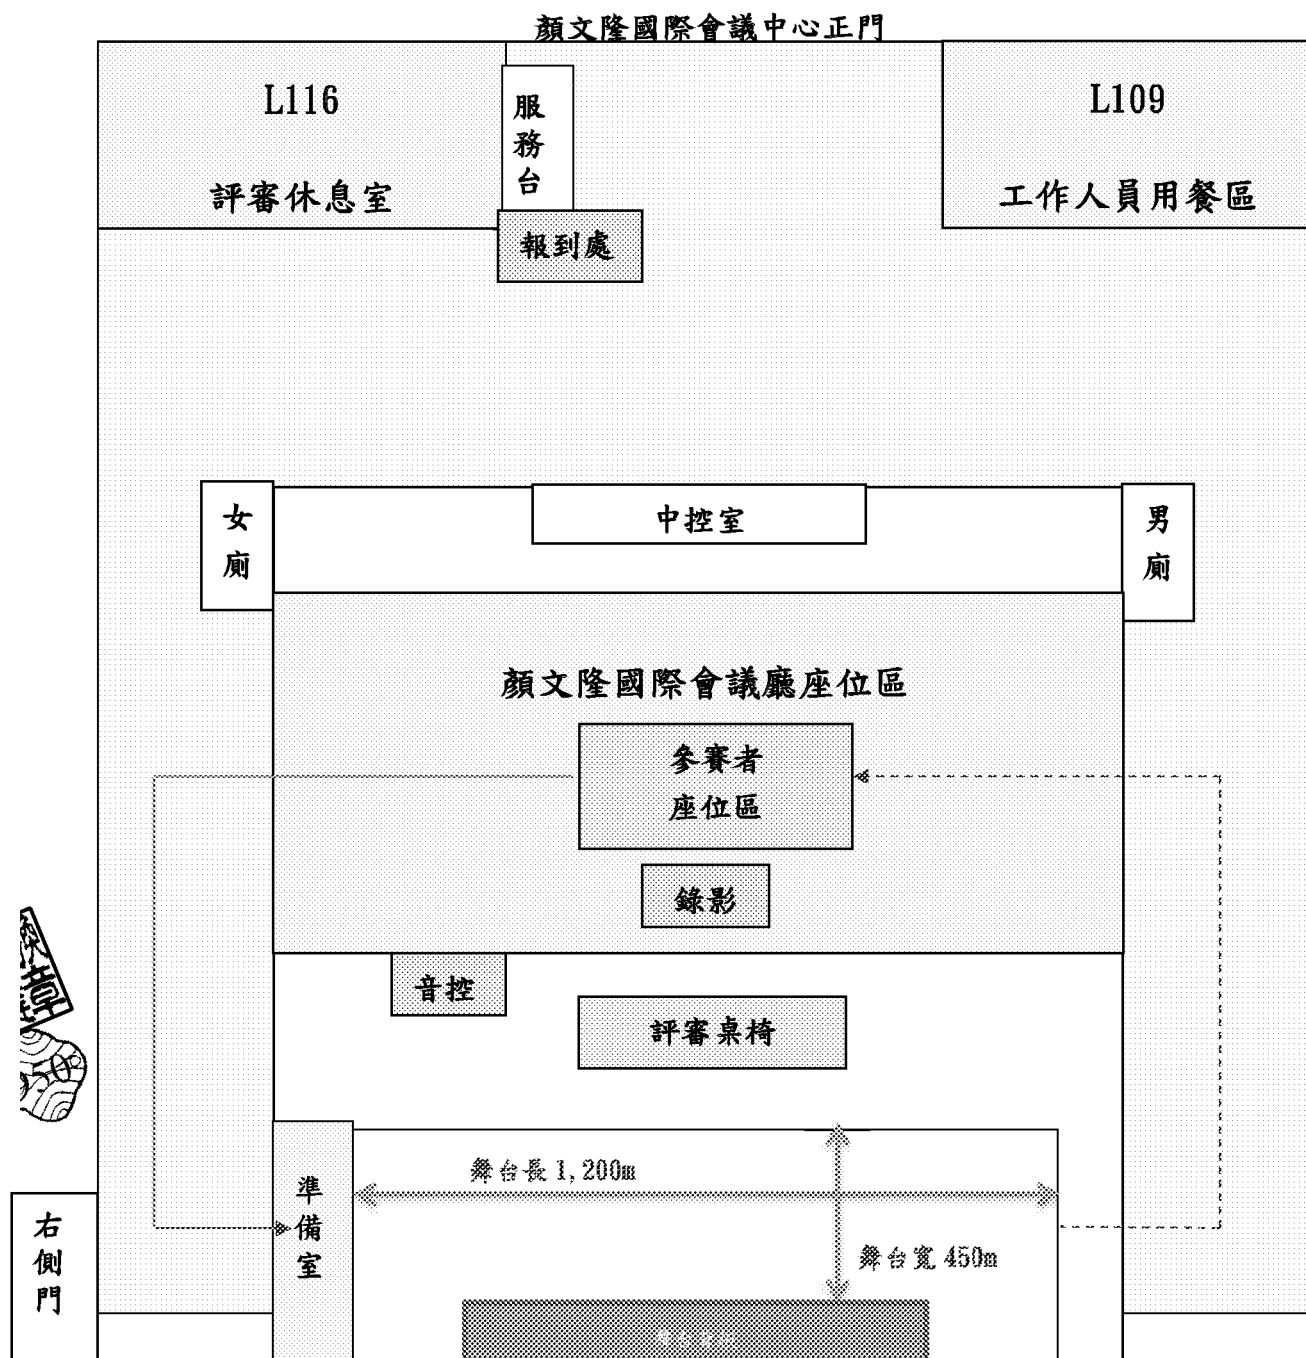 顏文隆國際會議中心正門
L116
評審休息室
服務台
報到處
L109
工作人員用餐區
女廁
中控室
男廁
顏文隆國際會議廳座位區
參賽者
座位區
錄影
音控
評審桌椅
準備室
舞台長 1,200m
舞台寬 450m
右側門
章